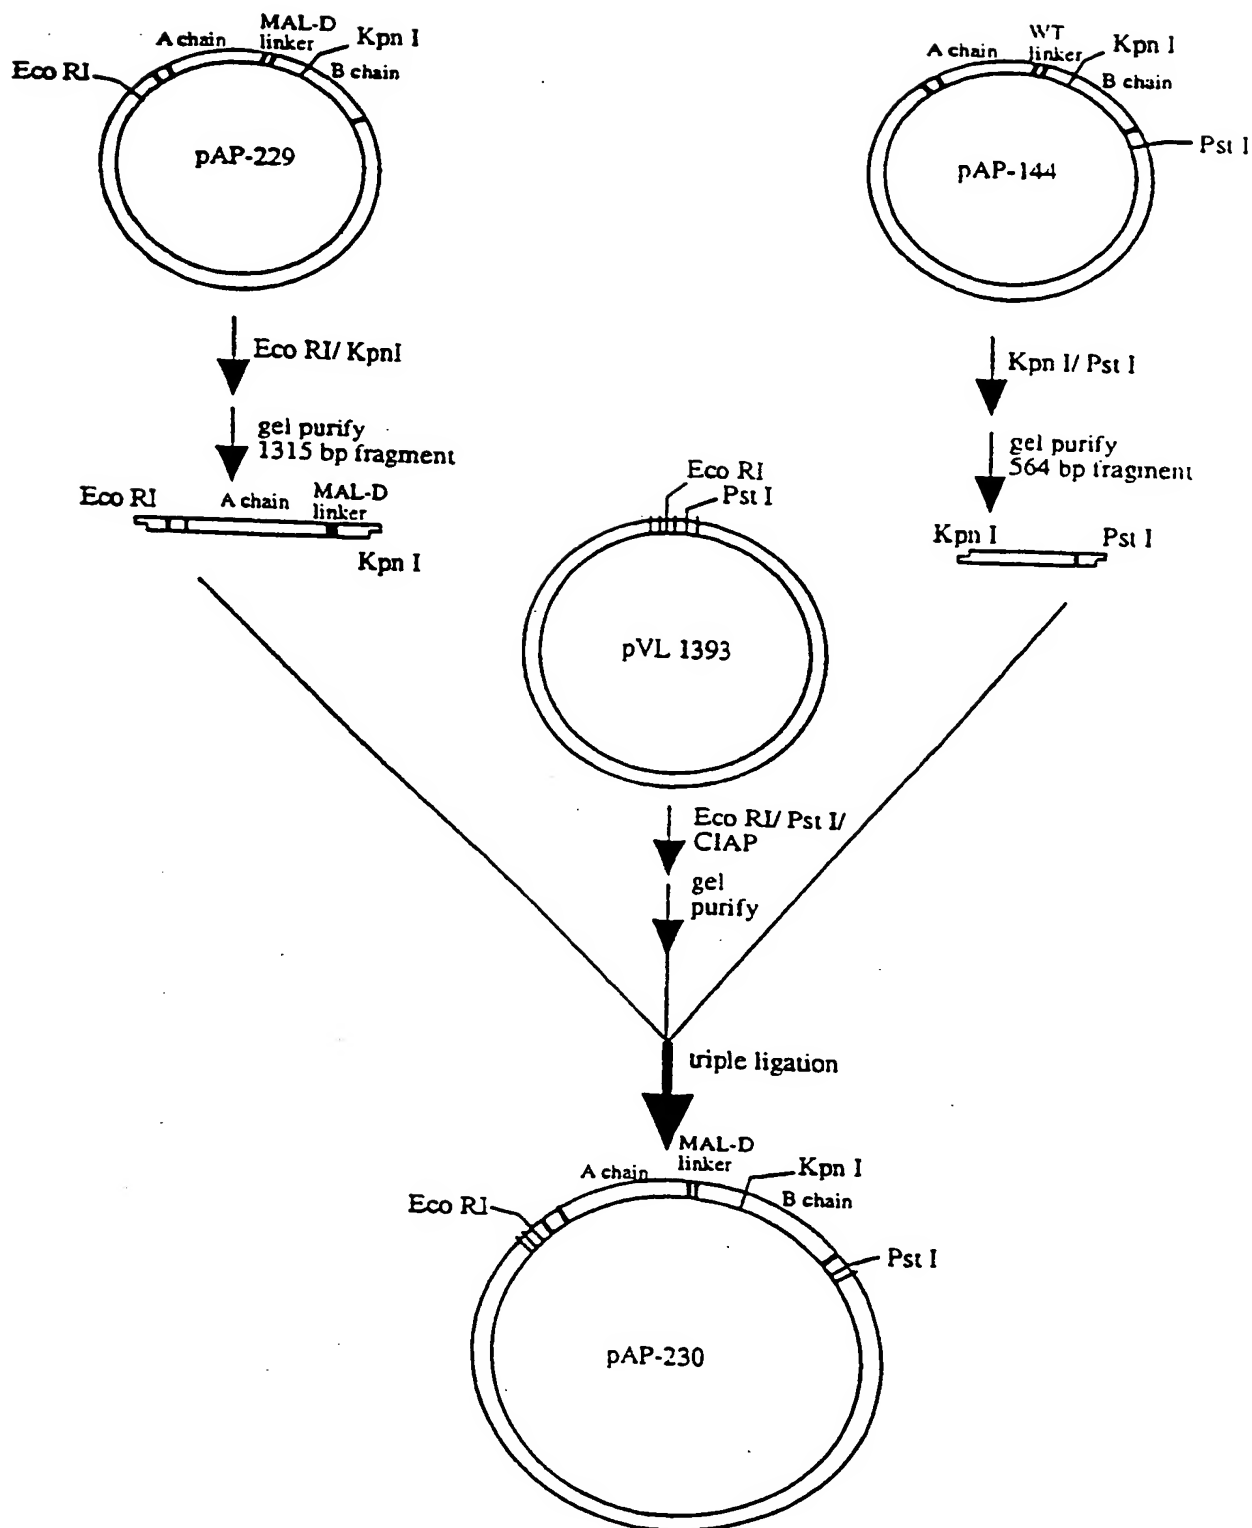 MAL-D
linker
A chain
Kpn I
Eco RI
B chain
pAP-229
WT
linker
A chain
Kpn I
B chain
Pst I
pAP-144
Eco RI/ KpnI
gel purify
1315 bp fragment
Eco RI
A chain
MAL-D
linker
Kpn I
Kpn I/ Pst I
gel purify
564 bp fragment
Kpn I
Pst I
Eco RI
Pst I
pVL 1393
Eco RI/ Pst I/
CIAP
gel
purify
triple ligation
MAL-D
linker
A chain
Kpn I
Eco RI
B chain
Pst I
pAP-230